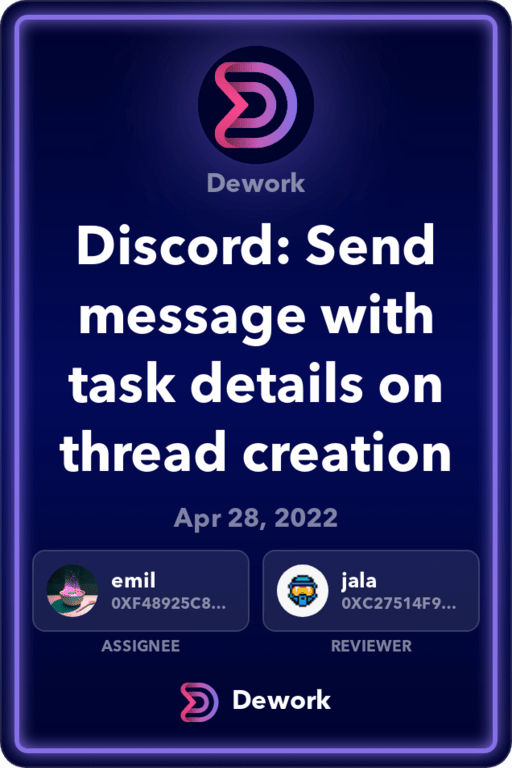 Dework
Discord: Send
message with
task details on
thread creation
Apr 28, 2022
emil
0XF48925C8...
jala
0XC27514F9...
ASSIGNEE
REVIEWER
Dework